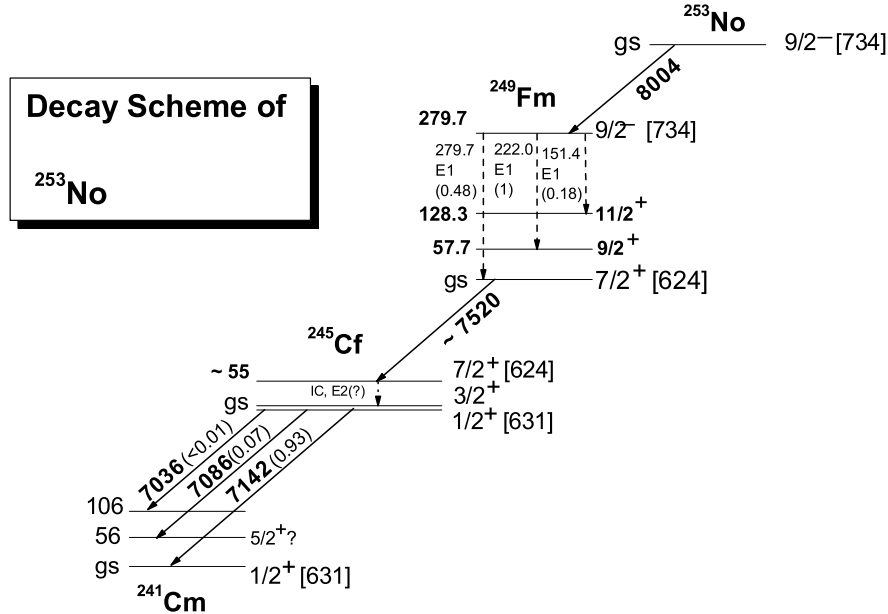 ²⁵³No
gs 9/2⁻ [734]
8004
Decay Scheme of
²⁵³No
²⁴⁹Fm
279.7 9/2⁻ [734]
279.7 222.0 151.4
E1 E1 E1
(0.48) (1) (0.18)
128.3 11/2⁺
57.7 9/2⁺
gs 7/2⁺ [624]
~ 7520
²⁴⁵Cf
~ 55 7/2⁺ [624]
IC, E2(?)
gs 3/2⁺
1/2⁺ [631]
7036 (<0.01)
7086 (0.07)
7142 (0.93)
106
56 5/2⁺?
gs 1/2⁺ [631]
²⁴¹Cm